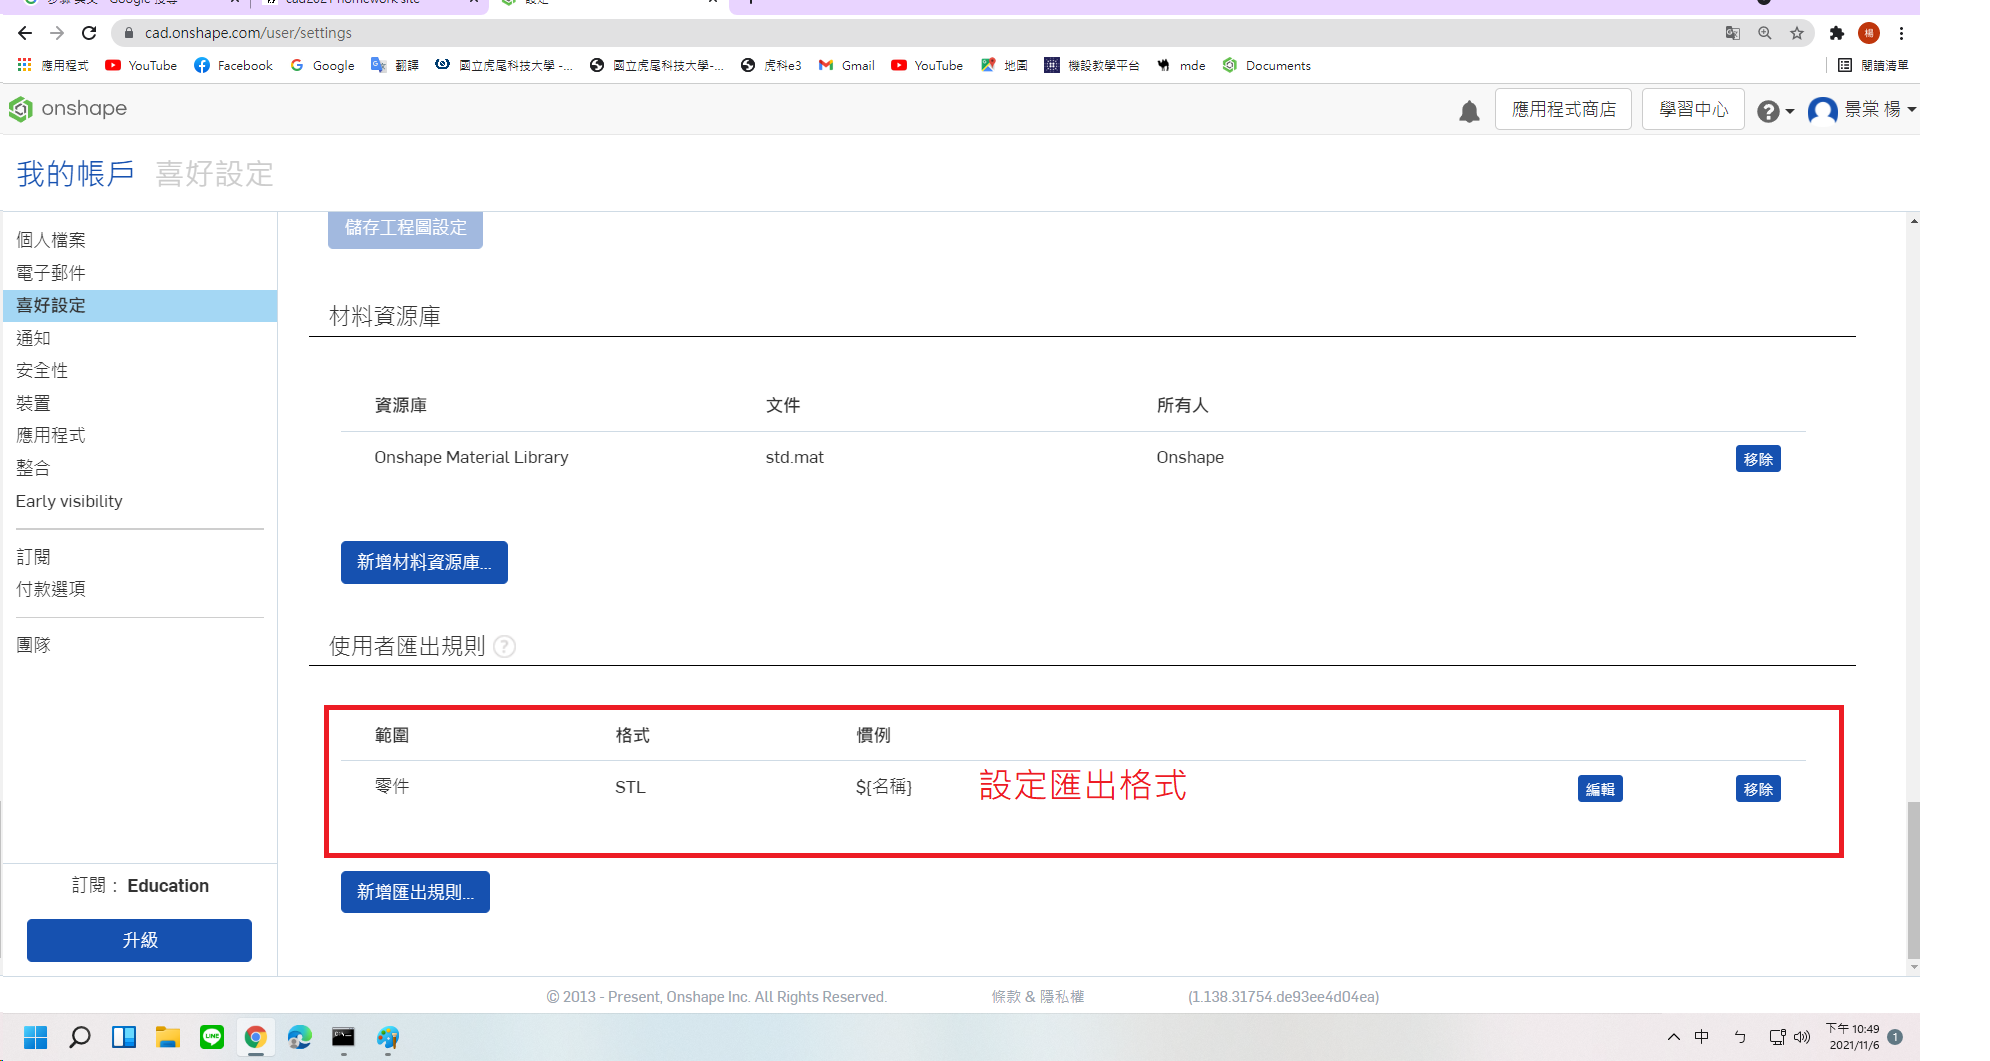 cad.onshape.com/user/settings
應用程式 YouTube Facebook Google 翻譯 國立虎尾科技大學 -... 國立虎尾科技大學-... 虎科e3 Gmail YouTube 地圖 機設教學平台 mde Documents 閱讀清單
onshape 應用程式商店 學習中心 景棠 楊
我的帳戶 喜好設定
個人檔案
電子郵件
喜好設定
通知
安全性
裝置
應用程式
整合
Early visibility
訂閱
付款選項
團隊
訂閱： Education
升級
儲存工程圖設定
材料資源庫
資源庫 文件 所有人
Onshape Material Library std.mat Onshape 移除
新增材料資源庫...
使用者匯出規則 ?
範圍 格式 慣例
零件 STL ${名稱} 設定匯出格式 編輯 移除
新增匯出規則...
© 2013 - Present, Onshape Inc. All Rights Reserved. 條款 & 隱私權 (1.138.31754.de93ee4d04ea)
中 ㄅ 下午 10:49
2021/11/6 1